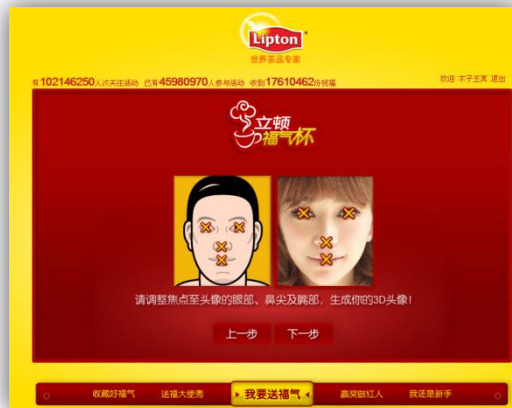 Lipton
世界茶品专家
有102146250人次关注活动 已有45980970人参与活动 收到17610462份祝福
欢迎 木子王其 退出
立顿
福气杯
请调整焦点至头像的眼部、鼻尖及嘴部，生成你的3D头像！
上一步 下一步
收藏好福气 送福大使秀 我要送福气 赢奖做红人 我还是新手